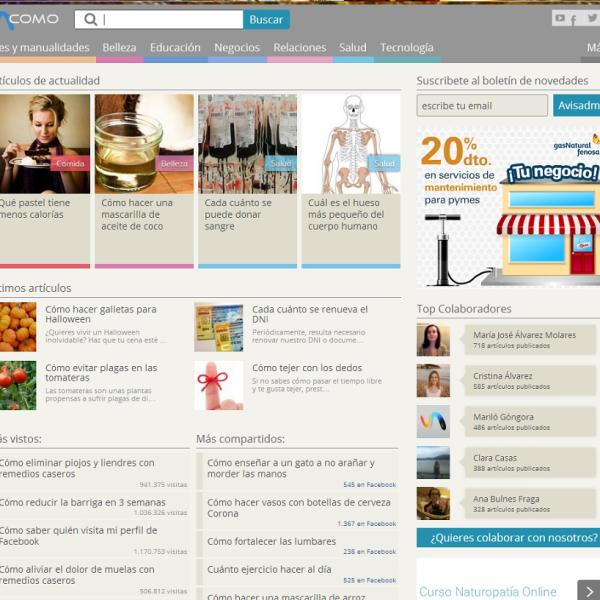 COMO
Buscar
es y manualidades Belleza Educación Negocios Relaciones Salud Tecnología Má
tículos de actualidad
Comida
Qué pastel tiene
menos calorías
Belleza
Cómo hacer una
mascarilla de
aceite de coco
Salud
Cada cuánto se
puede donar
sangre
Salud
Cuál es el hueso
más pequeño del
cuerpo humano
timos artículos
Cómo hacer galletas para
Halloween
¿Quieres vivir un Halloween
inolvidable? Haz que tu cena esté ...
Cada cuánto se renueva el
DNI
Periódicamente, resulta necesario
renovar nuestro DNI o docume...
Cómo evitar plagas en las
tomateras
Las tomateras son unas plantas
propensas a sufrir plagas de di...
Cómo tejer con los dedos
Si no sabes cómo pasar el tiempo libre
y te gusta tejer, prest...
ás vistos:
Cómo eliminar piojos y liendres con
remedios caseros
941.375 visitas
Cómo reducir la barriga en 3 semanas
1.036.326 visitas
Cómo saber quién visita mi perfil de
Facebook
1.170.753 visitas
Cómo aliviar el dolor de muelas con
remedios caseros
506.812 visitas
Más compartidos:
Cómo enseñar a un gato a no arañar y
morder las manos
545 en Facebook
Cómo hacer vasos con botellas de cerveza
Corona
1.367 en Facebook
Cómo fortalecer las lumbares
238 en Facebook
Cuánto ejercicio hacer al día
525 en Facebook
Cómo hacer una mascarilla de arroz
Suscríbete al boletín de novedades
escribe tu email
Avisadm
20%
dto.
en servicios de
mantenimiento
para pymes
gasNatural
fenosa
¡Tu negocio!
Top Colaboradores
María José Álvarez Molares
718 artículos publicados
Cristina Álvarez
585 artículos publicados
Mariló Góngora
486 artículos publicados
Clara Casas
388 artículos publicados
Ana Bulnes Fraga
328 artículos publicados
¿Quieres colaborar con nosotros?
Curso Naturopatía Online